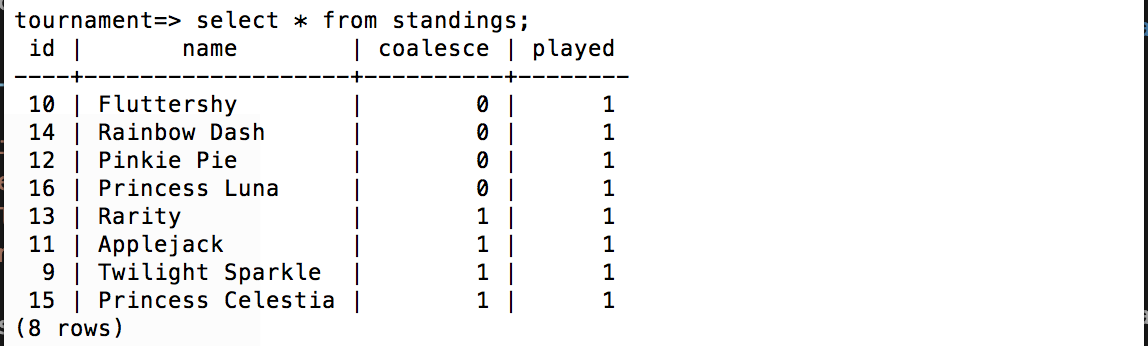 tournament=> select * from standings;
 id |       name        | coalesce | played
----+-------------------+----------+--------
 10 | Fluttershy        |        0 |      1
 14 | Rainbow Dash      |        0 |      1
 12 | Pinkie Pie        |        0 |      1
 16 | Princess Luna     |        0 |      1
 13 | Rarity            |        1 |      1
 11 | Applejack         |        1 |      1
  9 | Twilight Sparkle  |        1 |      1
 15 | Princess Celestia |        1 |      1
(8 rows)